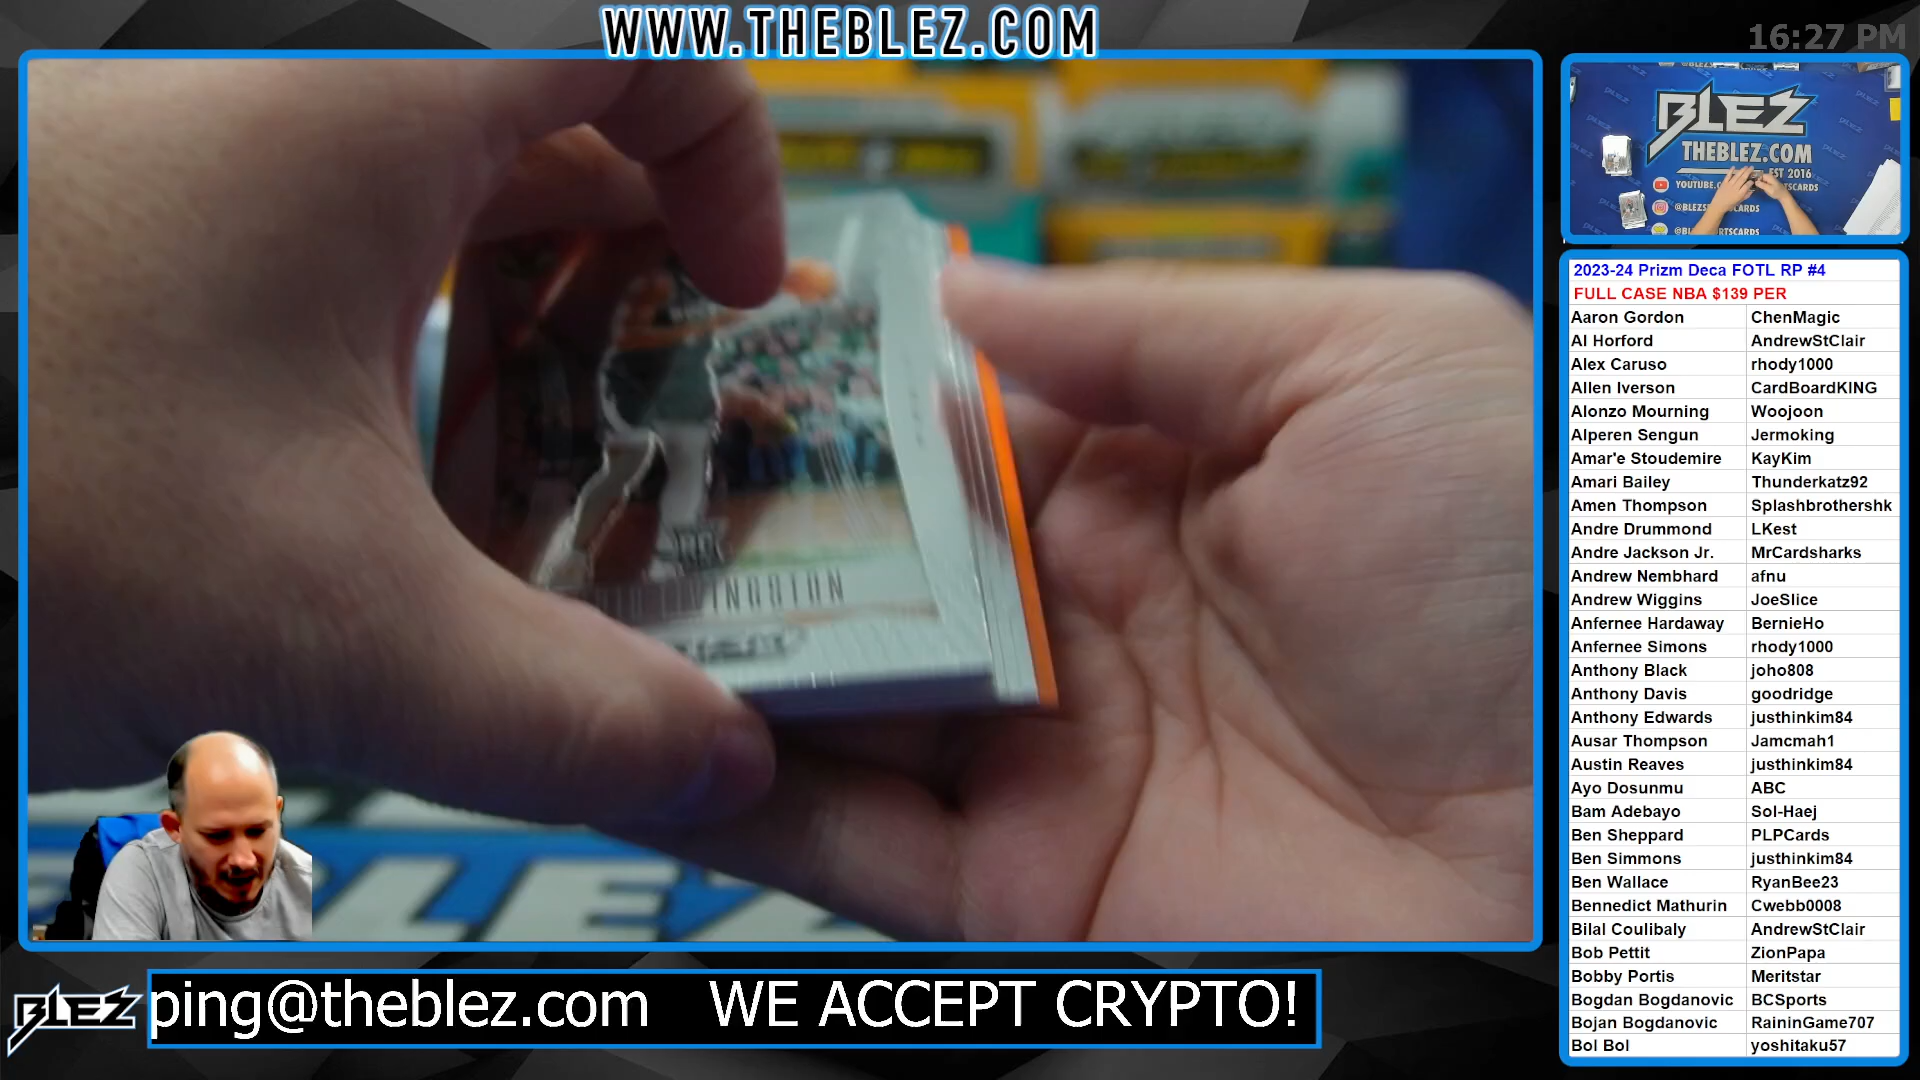 WWW.THEBLEZ.COM
16:27 PM
BLEZ
THEBLEZ.COM
EST 2016
2023-24 Prizm Deca FOTL RP #4
FULL CASE NBA $139 PER
Aaron Gordon ChenMagic
Al Horford AndrewStClair
Alex Caruso rhody1000
Allen Iverson CardBoardKING
Alonzo Mourning Woojoon
Alperen Sengun Jermoking
Amar'e Stoudemire KayKim
Amari Bailey Thunderkatz92
Amen Thompson Splashbrothershk
Andre Drummond LKest
Andre Jackson Jr. MrCardsharks
Andrew Nembhard afnu
Andrew Wiggins JoeSlice
Anfernee Hardaway BernieHo
Anfernee Simons rhody1000
Anthony Black joho808
Anthony Davis goodridge
Anthony Edwards justhinkim84
Ausar Thompson Jamcmah1
Austin Reaves justhinkim84
Ayo Dosunmu ABC
Bam Adebayo Sol-Haej
Ben Sheppard PLPCards
Ben Simmons justhinkim84
Ben Wallace RyanBee23
Bennedict Mathurin Cwebb0008
Bilal Coulibaly AndrewStClair
Bob Pettit ZionPapa
Bobby Portis Meritstar
Bogdan Bogdanovic BCSports
Bojan Bogdanovic RaininGame707
Bol Bol yoshitaku57
BLEZ
ping@theblez.com WE ACCEPT CRYPTO!